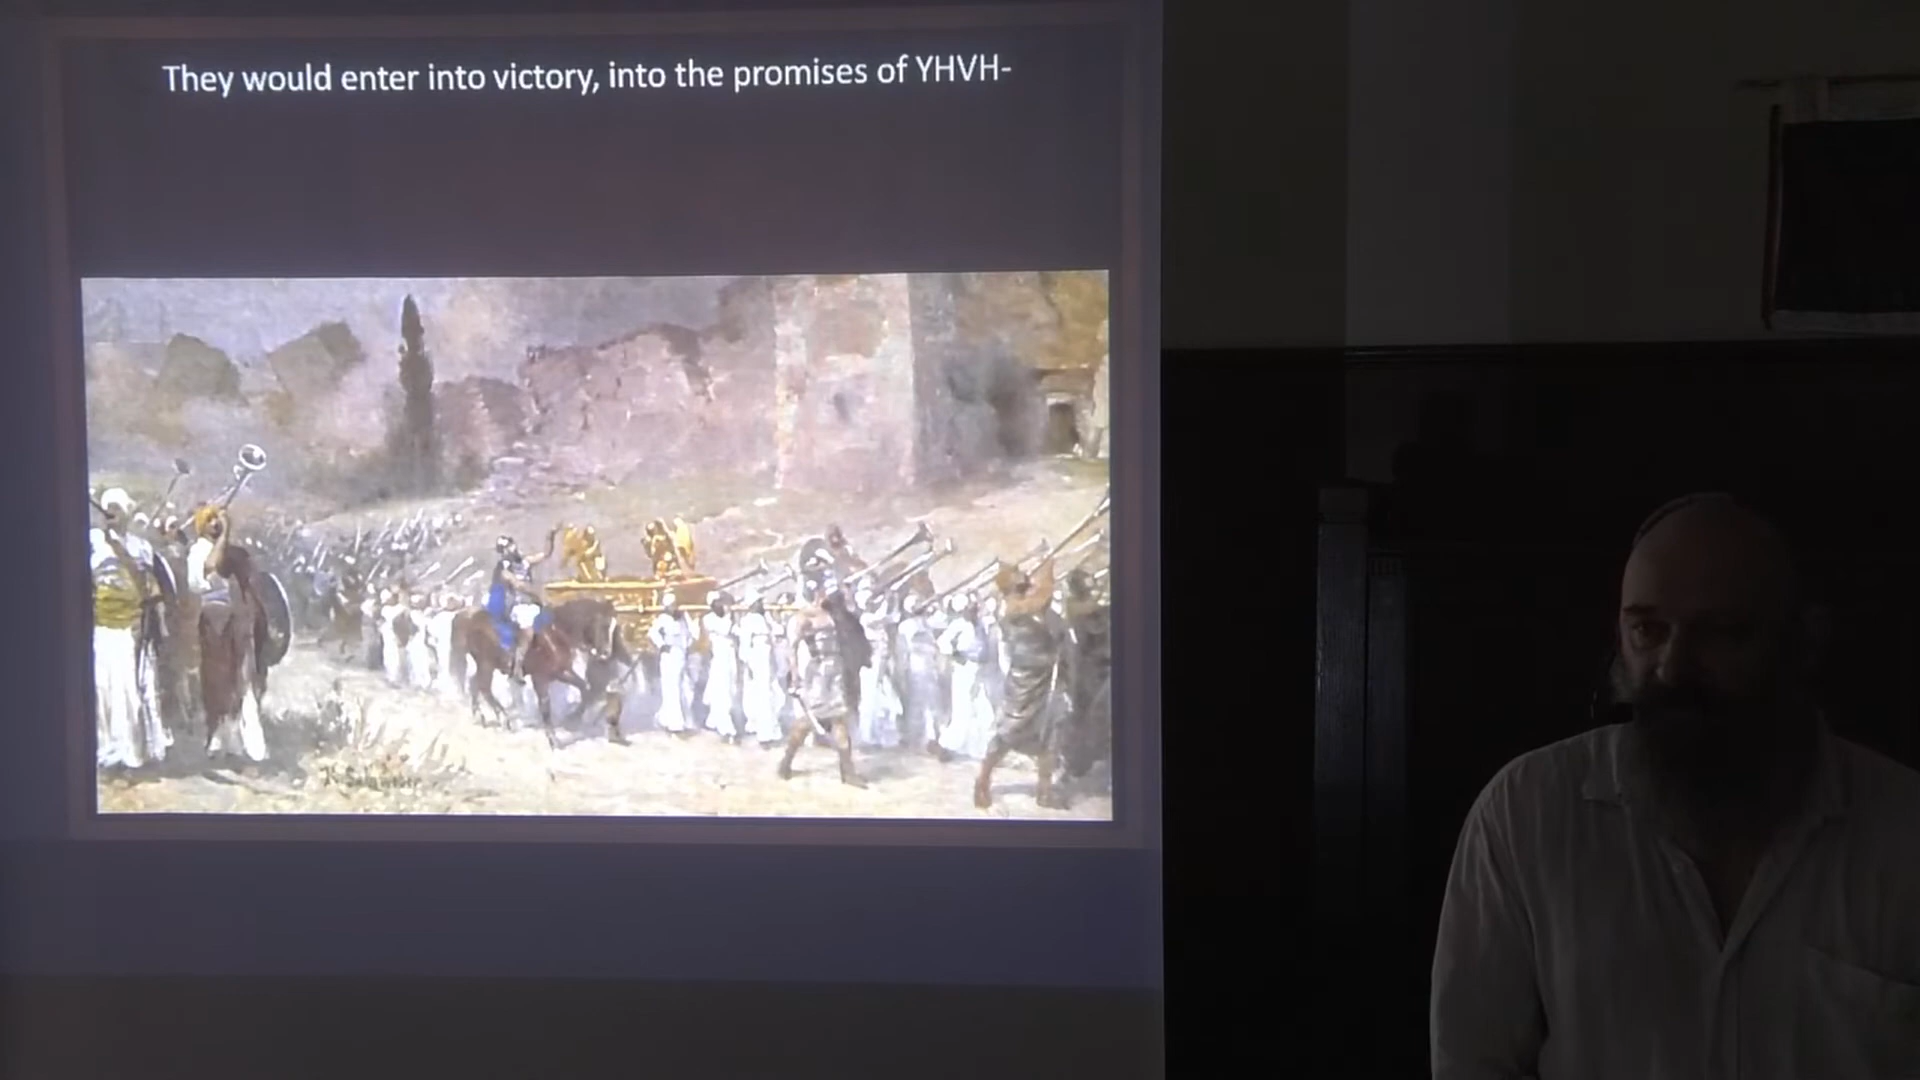 They would enter into victory, into the promises of YHVH-